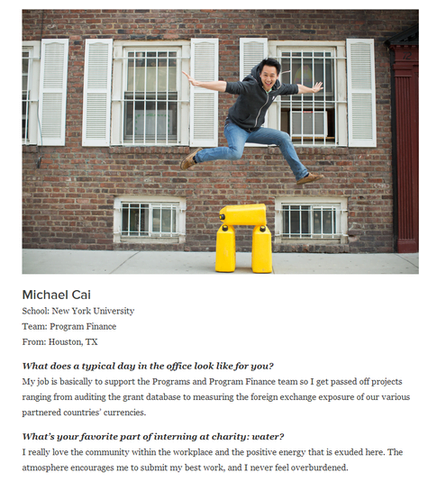 Michael Cai
School: New York University
Team: Program Finance
From: Houston, TX
What does a typical day in the office look like for you?
My job is basically to support the Programs and Program Finance team so I get passed off projects
ranging from auditing the grant database to measuring the foreign exchange exposure of our various
partnered countries' currencies.
What's your favorite part of interning at charity: water?
I really love the community within the workplace and the positive energy that is exuded here. The
atmosphere encourages me to submit my best work, and I never feel overburdened.